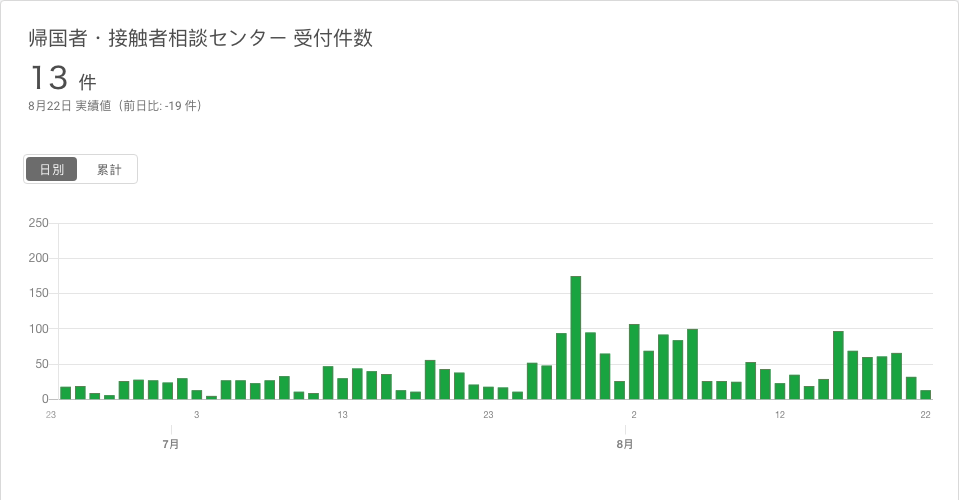 帰国者・接触者相談センター 受付件数
13 件
8月22日 実績値（前日比: -19 件）
日別 累計
250
200
150
100
50
0
23 3 13 23 2 12 22
7月 8月